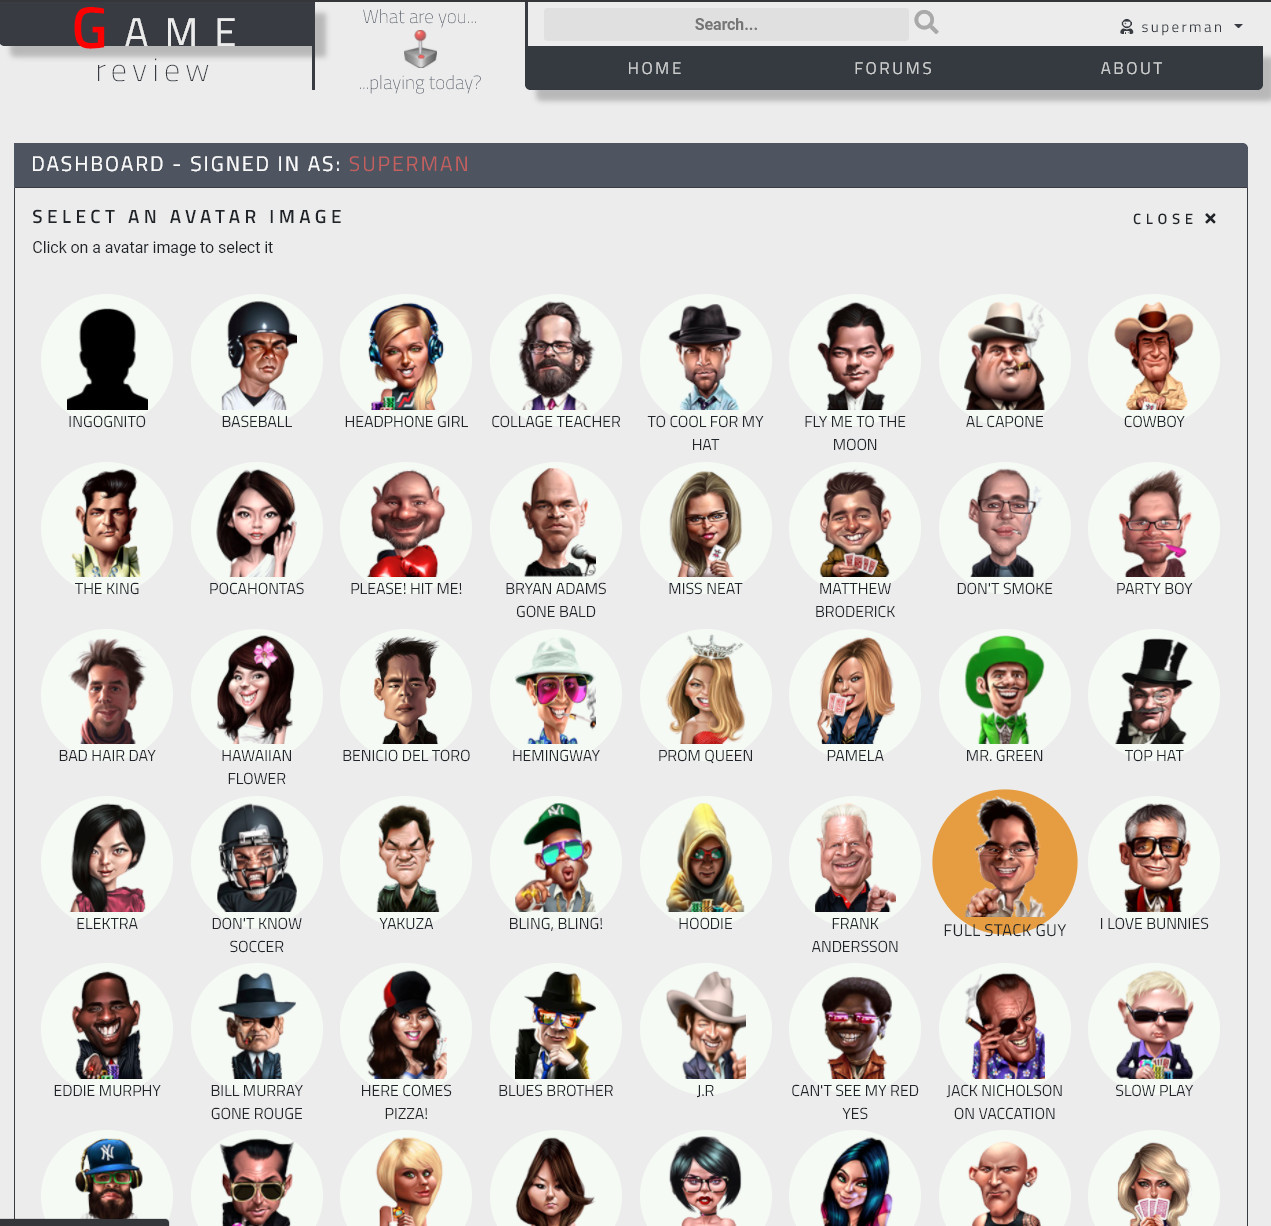 GAME
review
What are you...
...playing today?
Search...
superman
HOME
FORUMS
ABOUT
DASHBOARD - SIGNED IN AS: SUPERMAN
SELECT AN AVATAR IMAGE
CLOSE
Click on a avatar image to select it
INGOGNITO
BASEBALL
HEADPHONE GIRL
COLLAGE TEACHER
TO COOL FOR MY
HAT
FLY ME TO THE
MOON
AL CAPONE
COWBOY
THE KING
POCAHONTAS
PLEASE! HIT ME!
BRYAN ADAMS
GONE BALD
MISS NEAT
MATTHEW
BRODERICK
DON'T SMOKE
PARTY BOY
BAD HAIR DAY
HAWAIIAN
FLOWER
BENICIO DEL TORO
HEMINGWAY
PROM QUEEN
PAMELA
MR. GREEN
TOP HAT
ELEKTRA
DON'T KNOW
SOCCER
YAKUZA
BLING, BLING!
HOODIE
FRANK
ANDERSSON
FULL STACK GUY
I LOVE BUNNIES
EDDIE MURPHY
BILL MURRAY
GONE ROUGE
HERE COMES
PIZZA!
BLUES BROTHER
J.R
CAN'T SEE MY RED
YES
JACK NICHOLSON
ON VACCATION
SLOW PLAY